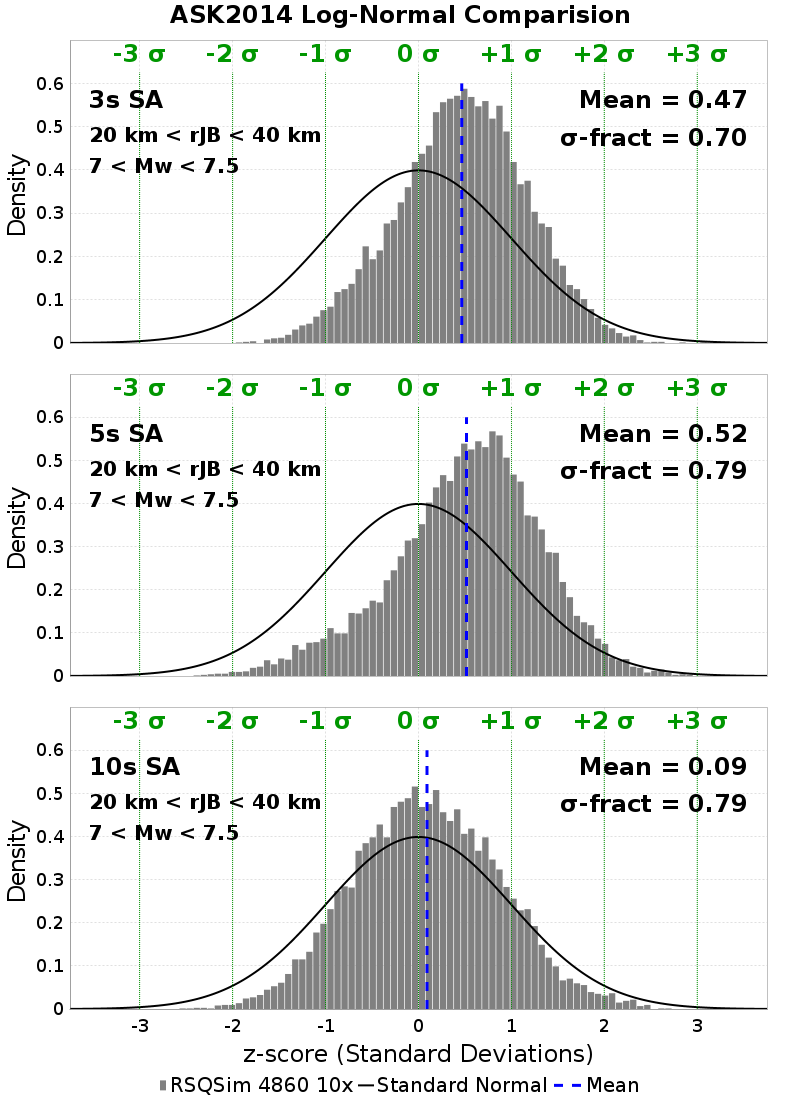 ASK2014 Log-Normal Comparision
-3 σ -2 σ -1 σ 0 σ +1 σ +2 σ +3 σ
3s SA
20 km < rJB < 40 km
7 < Mw < 7.5
Mean = 0.47
σ-fract = 0.70
0.6
0.5
0.4
0.3
0.2
0.1
0
Density
-3 σ -2 σ -1 σ 0 σ +1 σ +2 σ +3 σ
5s SA
20 km < rJB < 40 km
7 < Mw < 7.5
Mean = 0.52
σ-fract = 0.79
0.6
0.5
0.4
0.3
0.2
0.1
0
Density
-3 σ -2 σ -1 σ 0 σ +1 σ +2 σ +3 σ
10s SA
20 km < rJB < 40 km
7 < Mw < 7.5
Mean = 0.09
σ-fract = 0.79
0.6
0.5
0.4
0.3
0.2
0.1
0
Density
-3 -2 -1 0 1 2 3
z-score (Standard Deviations)
RSQSim 4860 10x Standard Normal Mean